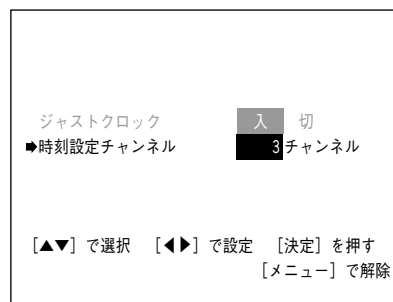 ジャストクロック 入 切
➡時刻設定チャンネル 3チャンネル
［▲▼］で選択 ［◀▶］で設定 ［決定］を押す
［メニュー］で解除